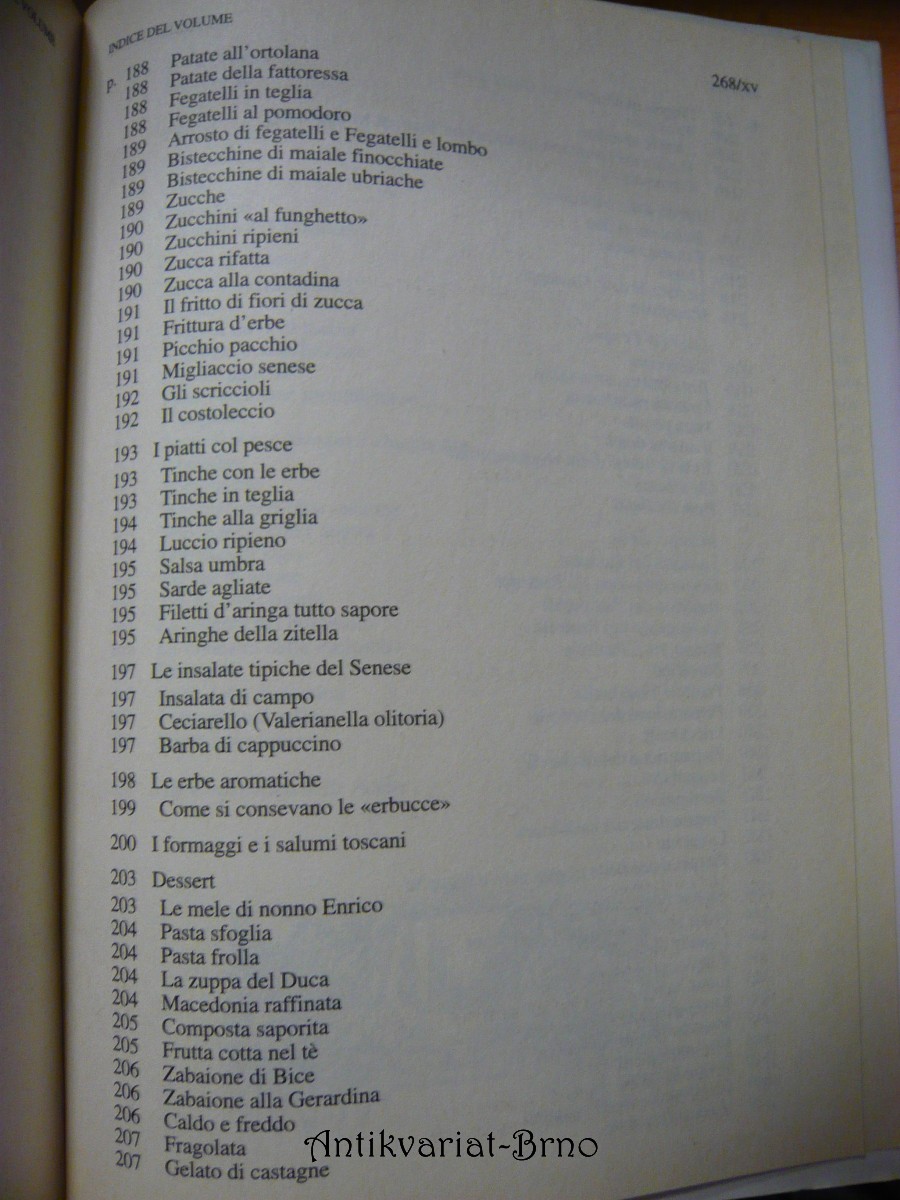 INDICE DEL VOLUME
268/XV
p. 188 Patate all'ortolana
188 Patate della fattoressa
188 Fegatelli in teglia
188 Fegatelli al pomodoro
189 Arrosto di fegatelli e Fegatelli e lombo
189 Bistecchine di maiale finocchiate
189 Bistecchine di maiale ubriache
189 Zucche
190 Zucchini «al funghetto»
190 Zucchini ripieni
190 Zucca rifatta
190 Zucca alla contadina
191 Il fritto di fiori di zucca
191 Frittura d'erbe
191 Picchio pacchio
191 Migliaccio senese
192 Gli scriccioli
192 Il costoleccio
193 I piatti col pesce
193 Tinche con le erbe
193 Tinche in teglia
194 Tinche alla griglia
194 Luccio ripieno
195 Salsa umbra
195 Sarde agliate
195 Filetti d'aringa tutto sapore
195 Aringhe della zitella
197 Le insalate tipiche del Senese
197 Insalata di campo
197 Ceciarello (Valerianella olitoria)
197 Barba di cappuccino
198 Le erbe aromatiche
199 Come si consevano le «erbucce»
200 I formaggi e i salumi toscani
203 Dessert
203 Le mele di nonno Enrico
204 Pasta sfoglia
204 Pasta frolla
204 La zuppa del Duca
204 Macedonia raffinata
205 Composta saporita
205 Frutta cotta nel tè
206 Zabaione di Bice
206 Zabaione alla Gerardina
206 Caldo e freddo
207 Fragolata
207 Gelato di castagne
Antikvariat-Brno